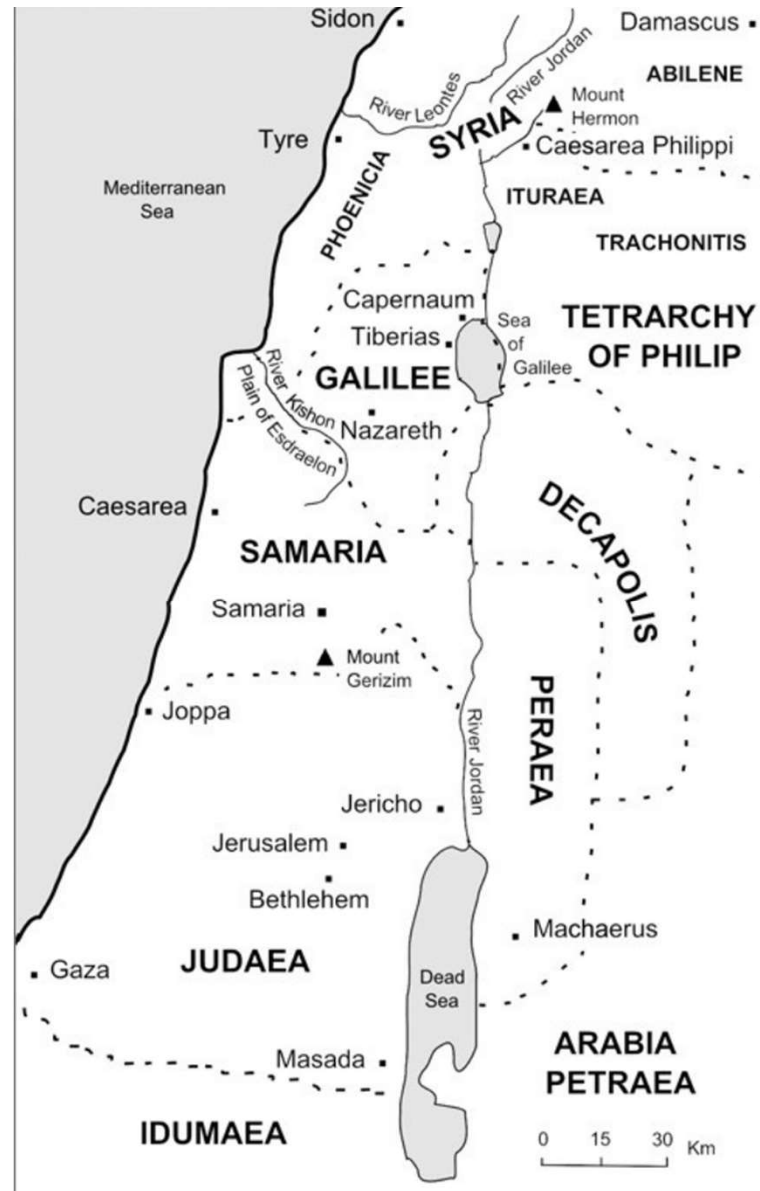 Sidon
Damascus
River Jordan
ABILENE
River Leontes
Mount
Hermon
SYRIA
Tyre
Caesarea Philippi
Mediterranean
Sea
PHOENICIA
ITURAEA
TRACHONITIS
Capernaum
Sea
of
Galilee
TETRARCHY
OF PHILIP
Tiberias
GALILEE
River Kishon
Plain of Esdraelon
Nazareth
Caesarea
DECAPOLIS
SAMARIA
Samaria
Mount
Gerizim
PERAEA
Joppa
River Jordan
Jericho
Jerusalem
Bethlehem
Machaerus
JUDAEA
Gaza
Dead
Sea
Masada
ARABIA
PETRAEA
IDUMAEA
0 15 30 Km